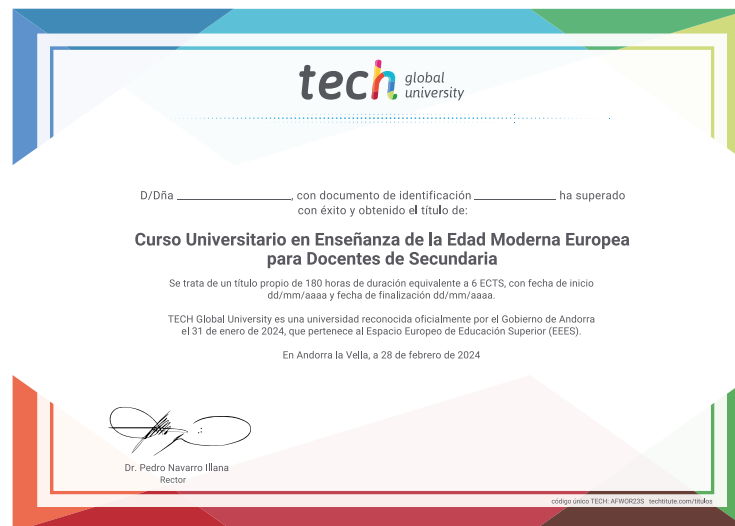 tech global
university
D/Dña ____________________, con documento de identificación ______________ ha superado
con éxito y obtenido el título de:
Curso Universitario en Enseñanza de la Edad Moderna Europea
para Docentes de Secundaria
Se trata de un título propio de 180 horas de duración equivalente a 6 ECTS, con fecha de inicio
dd/mm/aaaa y fecha de finalización dd/mm/aaaa.
TECH Global University es una universidad reconocida oficialmente por el Gobierno de Andorra
el 31 de enero de 2024, que pertenece al Espacio Europeo de Educación Superior (EEES).
En Andorra la Vella, a 28 de febrero de 2024
Dr. Pedro Navarro Illana
Rector
código único TECH: AFWOR23S techtitute.com/titulos